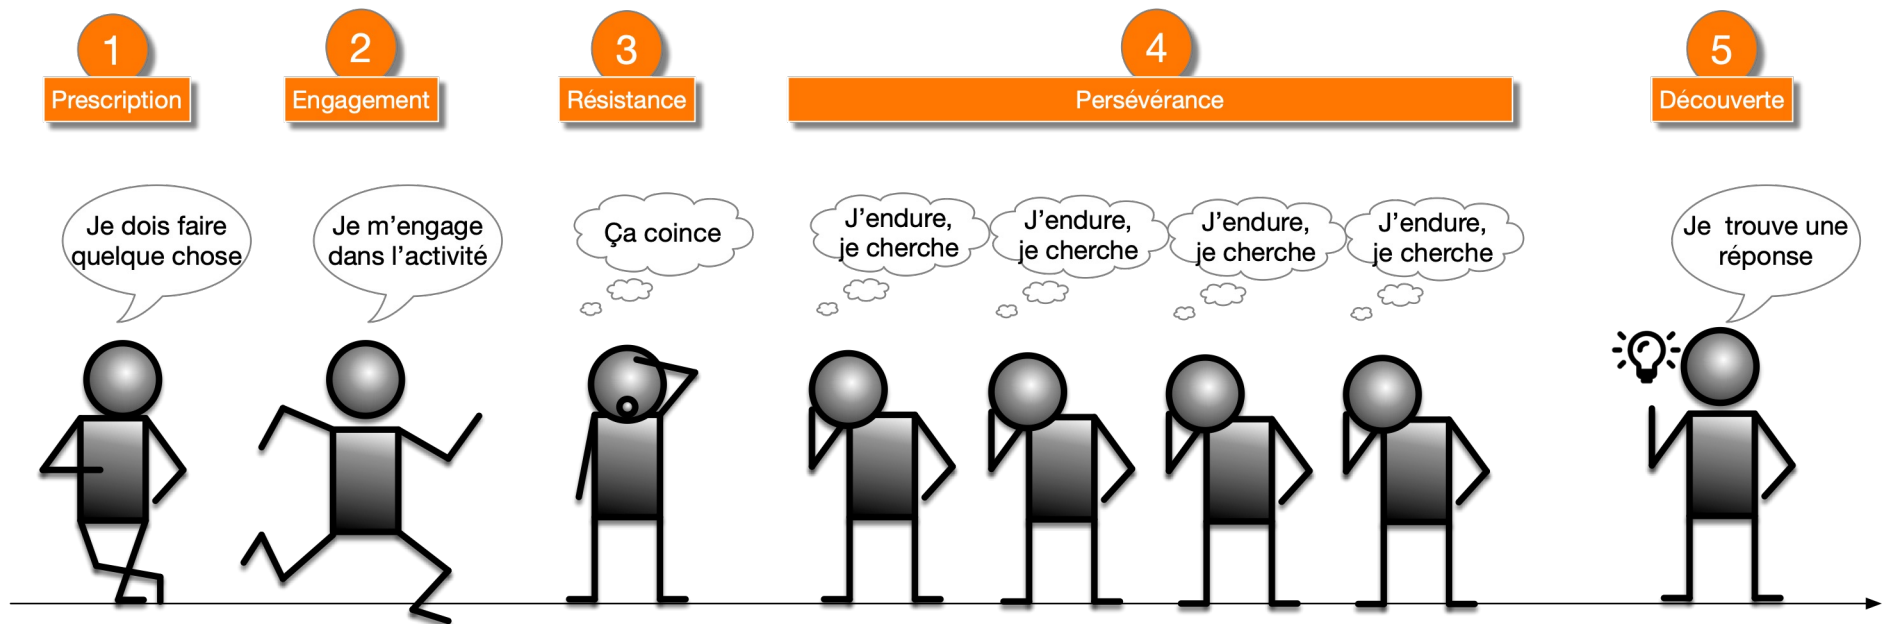 1
Prescription
2
Engagement
3
Résistance
4
Persévérance
5
Découverte
Je dois faire
quelque chose
Je m’engage
dans l’activité
Ça coince
J’endure,
je cherche
J’endure,
je cherche
J’endure,
je cherche
J’endure,
je cherche
Je trouve une
réponse